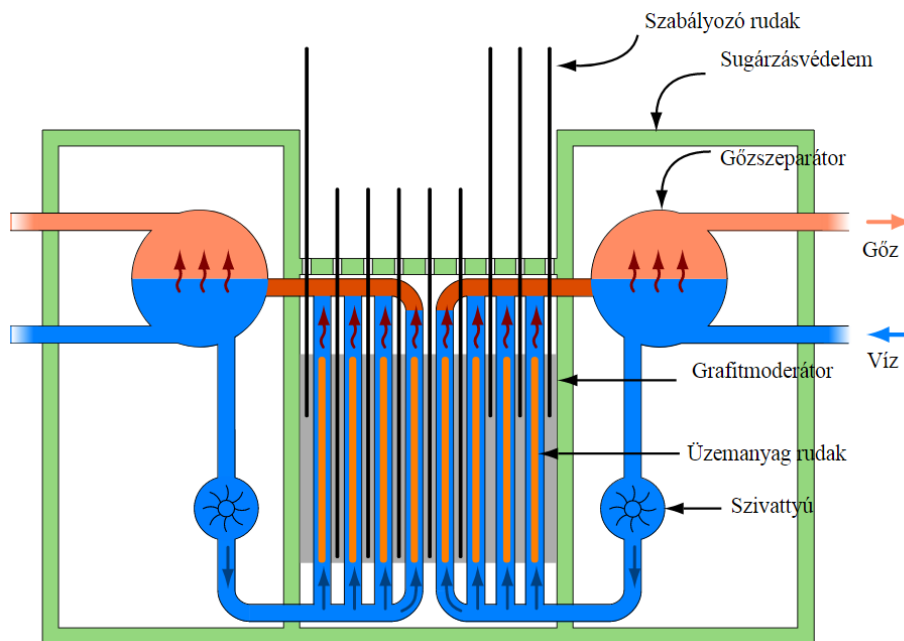 Szabályozó rudak
Sugárzásvédelem
Gőzszeparátor
Gőz
Víz
Grafitmoderátor
Üzemanyag rudak
Szivattyú